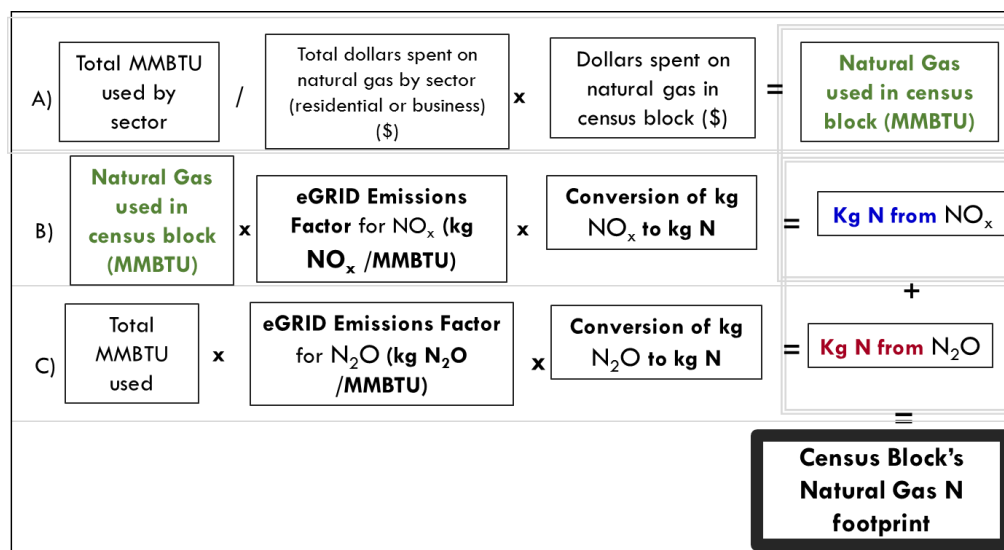 A)
Total MMBTU
used by
sector
/
Total dollars spent on
natural gas by sector
(residential or business)
($)
x
Dollars spent on
natural gas in
census block ($)
=
Natural Gas
used in census
block (MMBTU)
B)
Natural Gas
used in
census block
(MMBTU)
x
eGRID Emissions
Factor for NOₓ (kg
NOₓ /MMBTU)
x
Conversion of kg
NOₓ to kg N
=
Kg N from NOₓ
+
C)
Total
MMBTU
used
x
eGRID Emissions Factor
for N₂O (kg N₂O
/MMBTU)
x
Conversion of kg
N₂O to kg N
=
Kg N from N₂O
=
Census Block's
Natural Gas N
footprint